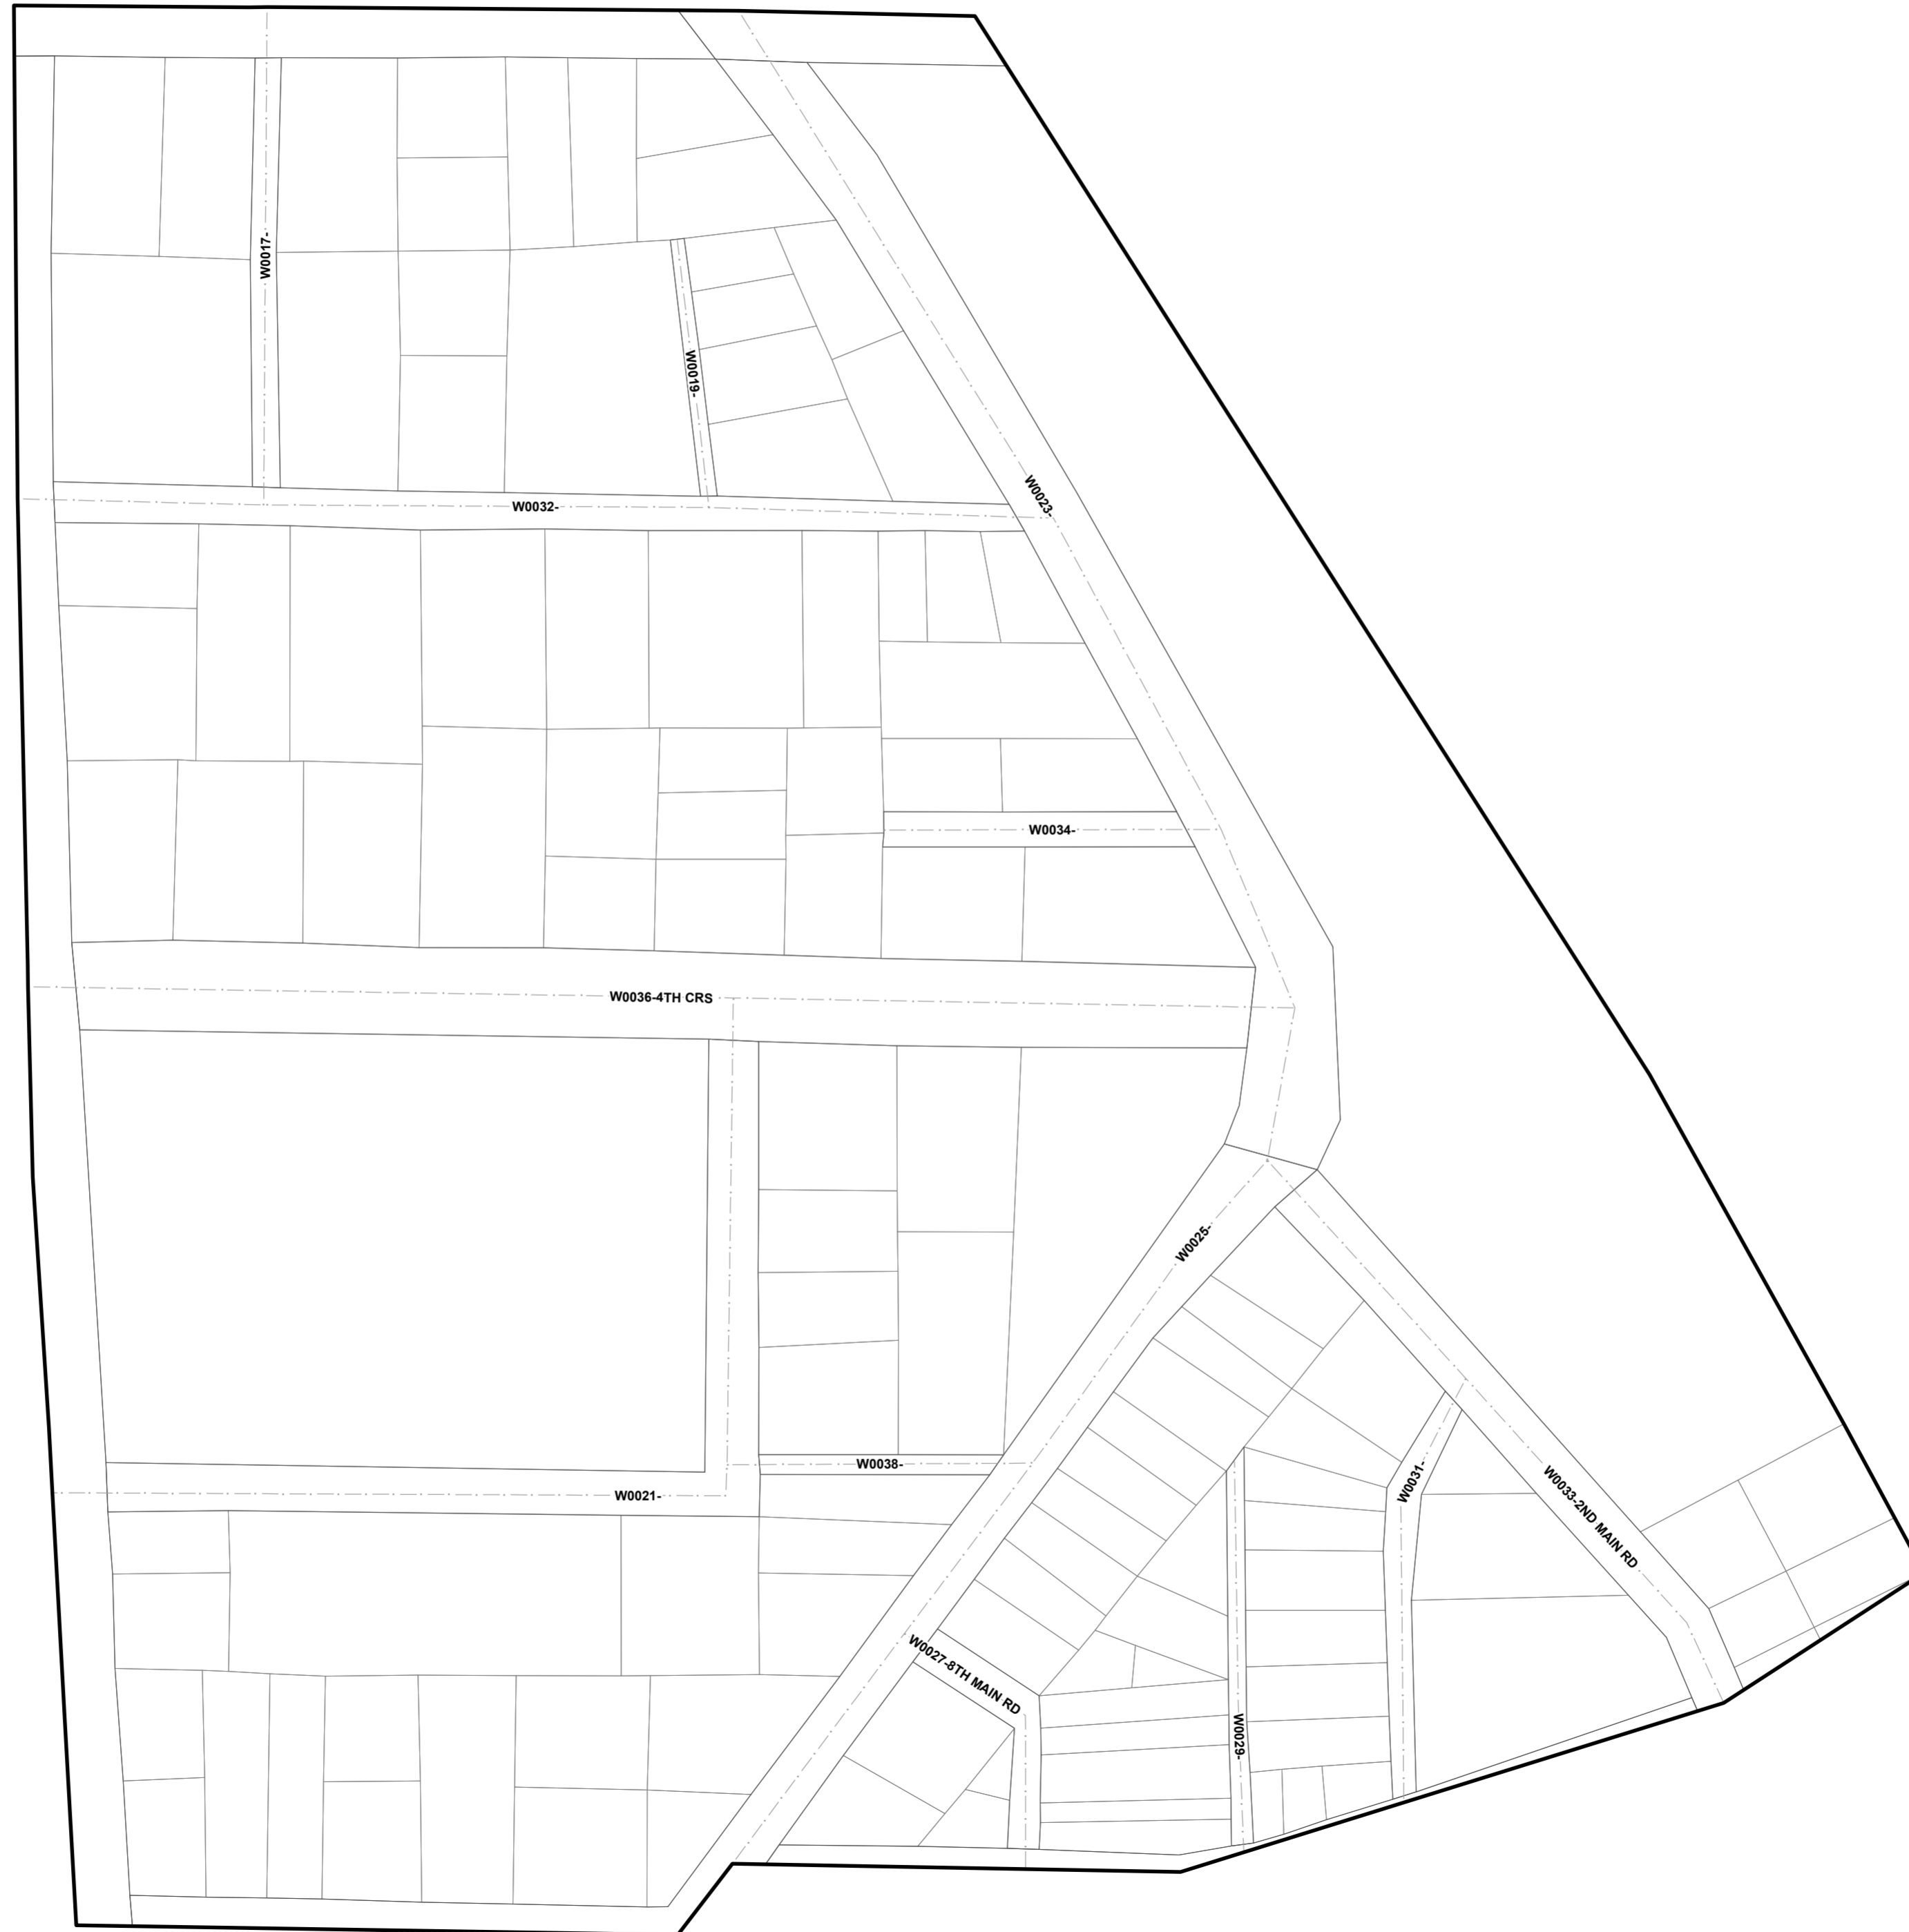 W0017-
W0019-
W0023-
W0032-
W0034-
W0036-4TH CRS
W0025-
W0038-
W0021-
W0031-
W0033-2ND MAIN RD
W0027-8TH MAIN RD
W0029-